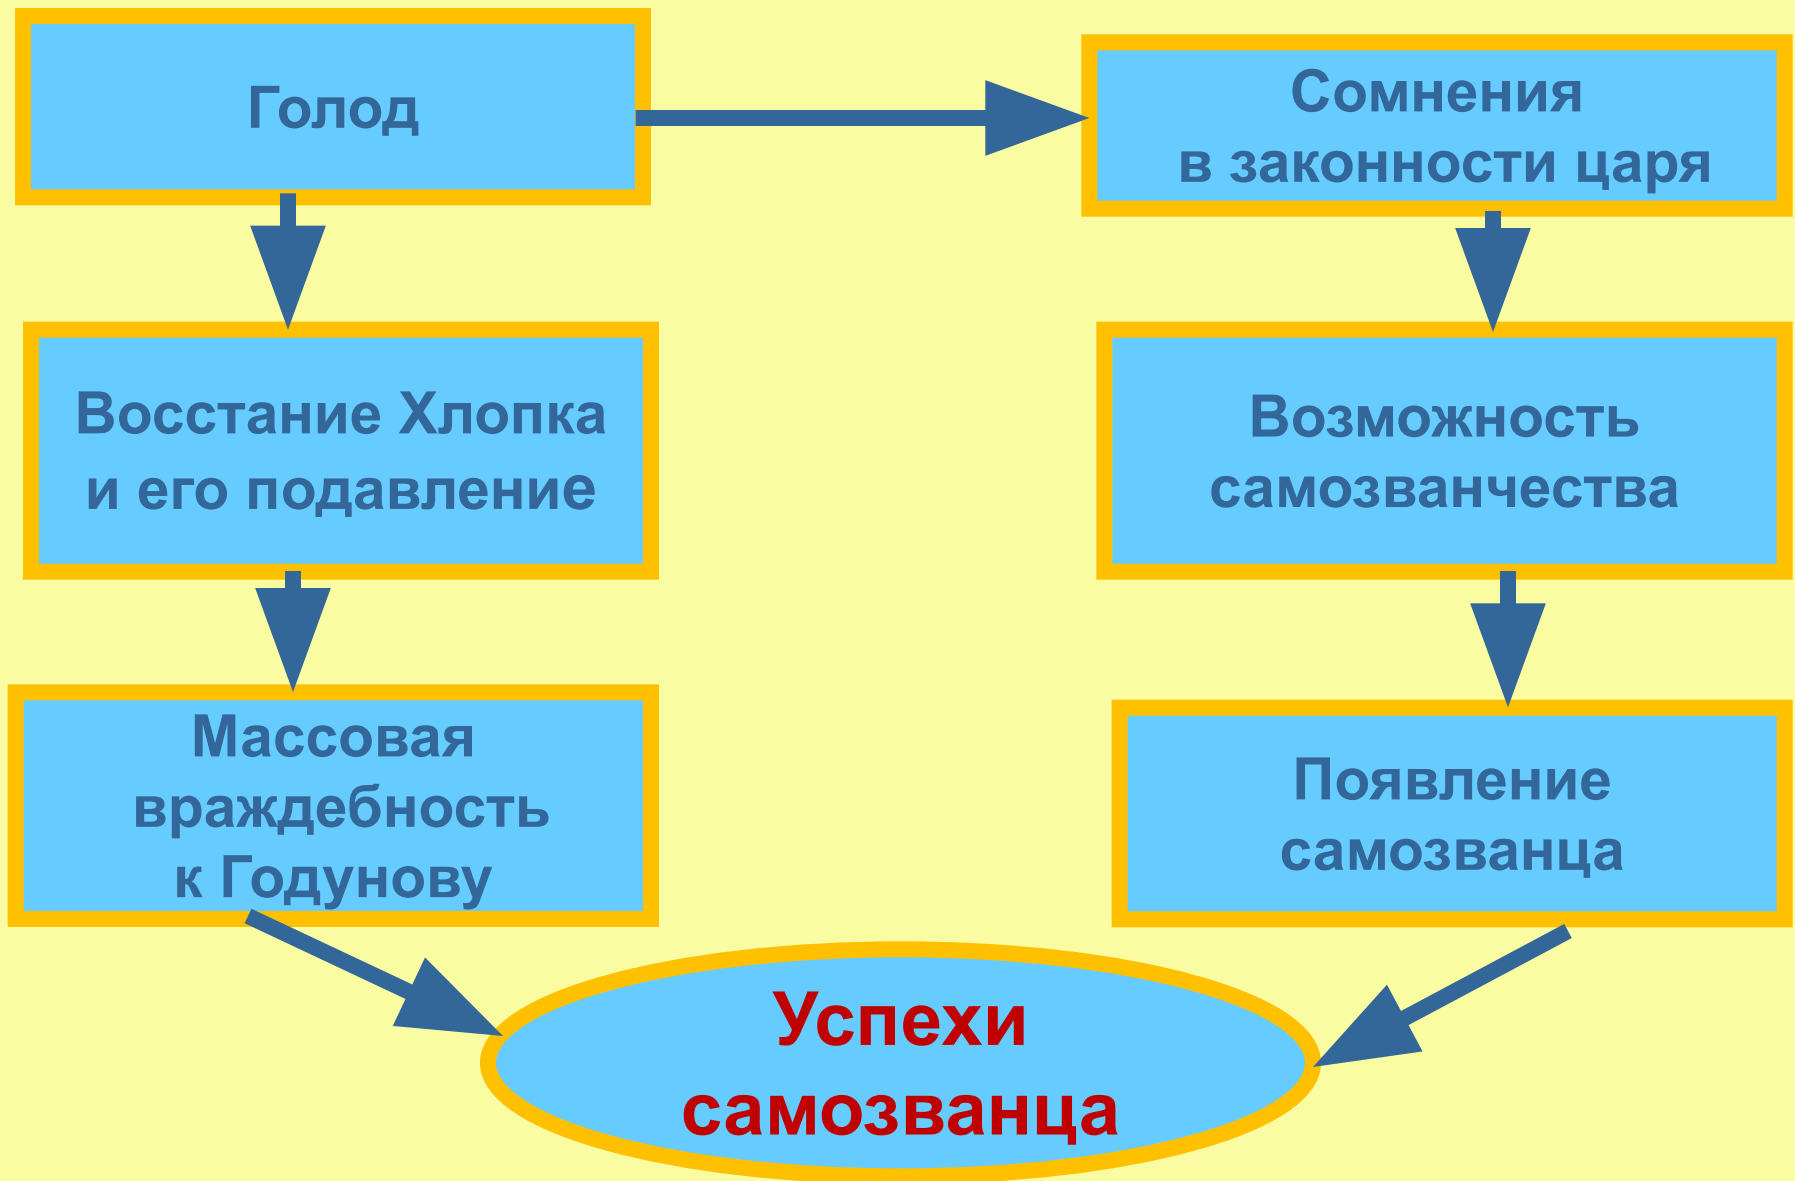 Голод
Сомнения
в законности царя
Восстание Хлопка
и его подавление
Возможность
самозванчества
Массовая
враждебность
к Годунову
Появление
самозванца
Успехи
самозванца